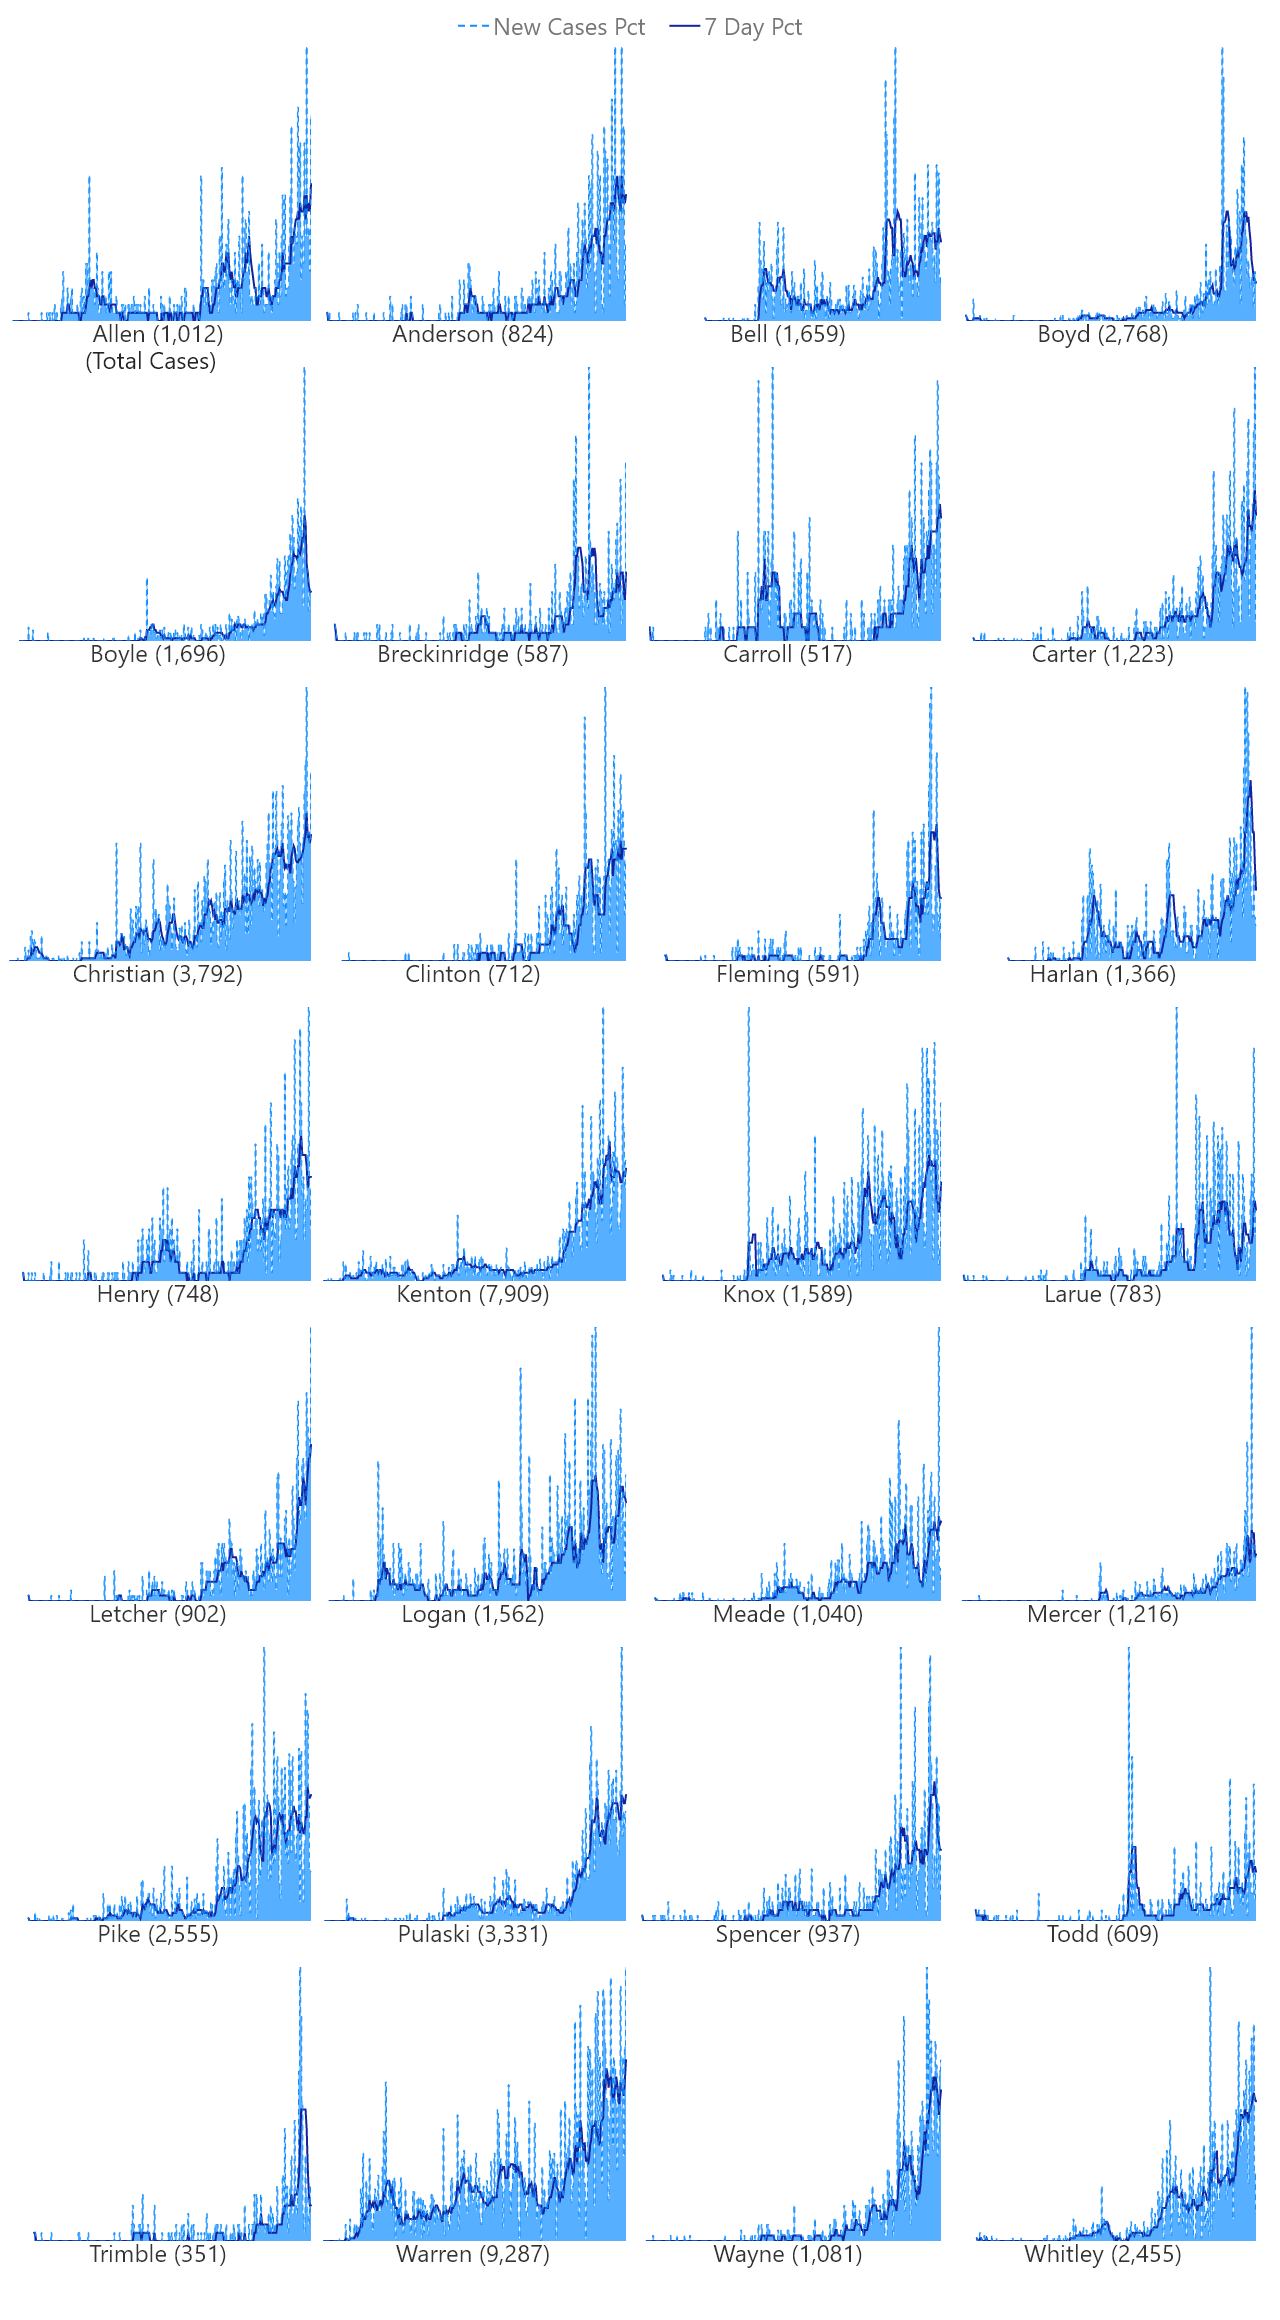 New Cases Pct 7 Day Pct
Allen (1,012) Anderson (824) Bell (1,659) Boyd (2,768)
(Total Cases)
Boyle (1,696) Breckinridge (587) Carroll (517) Carter (1,223)
Christian (3,792) Clinton (712) Fleming (591) Harlan (1,366)
Henry (748) Kenton (7,909) Knox (1,589) Larue (783)
Letcher (902) Logan (1,562) Meade (1,040) Mercer (1,216)
Pike (2,555) Pulaski (3,331) Spencer (937) Todd (609)
Trimble (351) Warren (9,287) Wayne (1,081) Whitley (2,455)